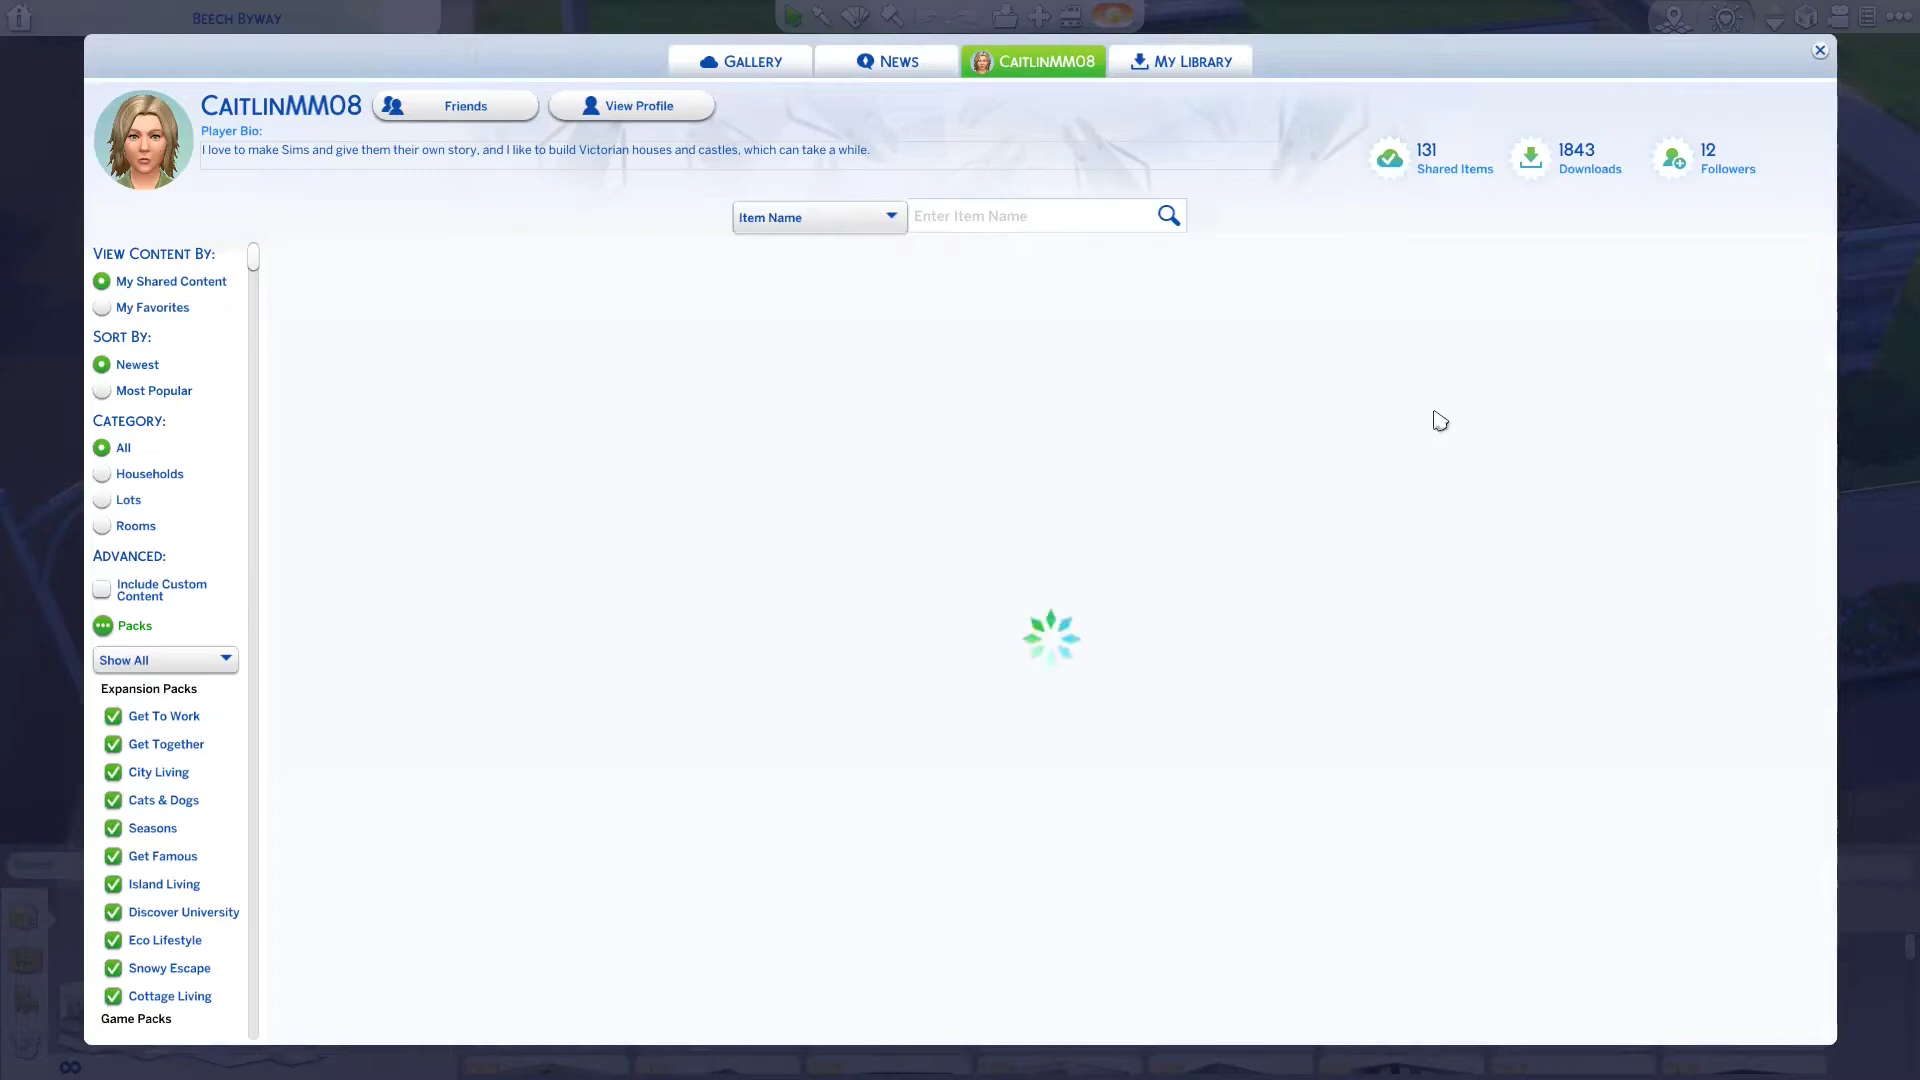 BEECH BYWAY
GALLERY
NEWS
CAITLINMM08
MY LIBRARY
CAITLINMM08
Friends
View Profile
Player Bio:
I love to make Sims and give them their own story, and I like to build Victorian houses and castles, which can take a while.
131
Shared Items
1843
Downloads
12
Followers
Item Name
Enter Item Name
VIEW CONTENT BY:
My Shared Content
My Favorites
SORT BY:
Newest
Most Popular
CATEGORY:
All
Households
Lots
Rooms
ADVANCED:
Include Custom
Content
Packs
Show All
Expansion Packs
Get To Work
Get Together
City Living
Cats & Dogs
Seasons
Get Famous
Island Living
Discover University
Eco Lifestyle
Snowy Escape
Cottage Living
Game Packs